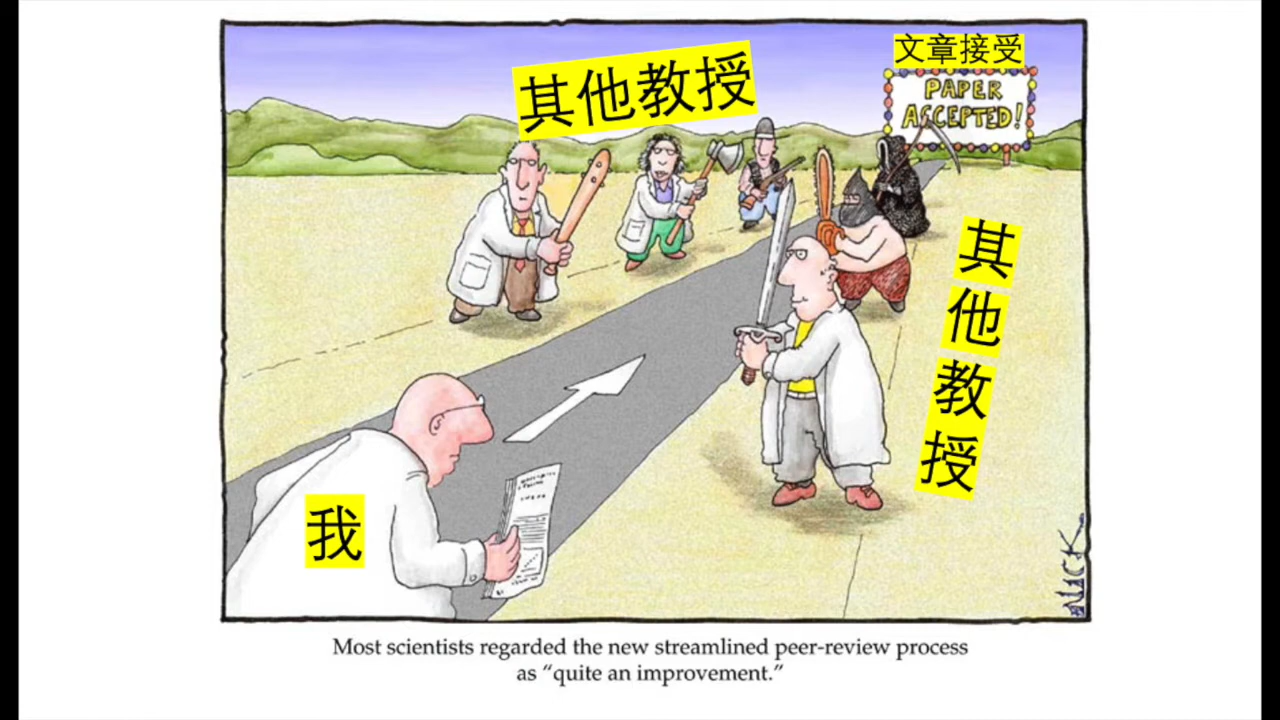 文章接受
其他教授
PAPER
ACCEPTED!
其他教授
我
NICK
Most scientists regarded the new streamlined peer-review process
as “quite an improvement.”